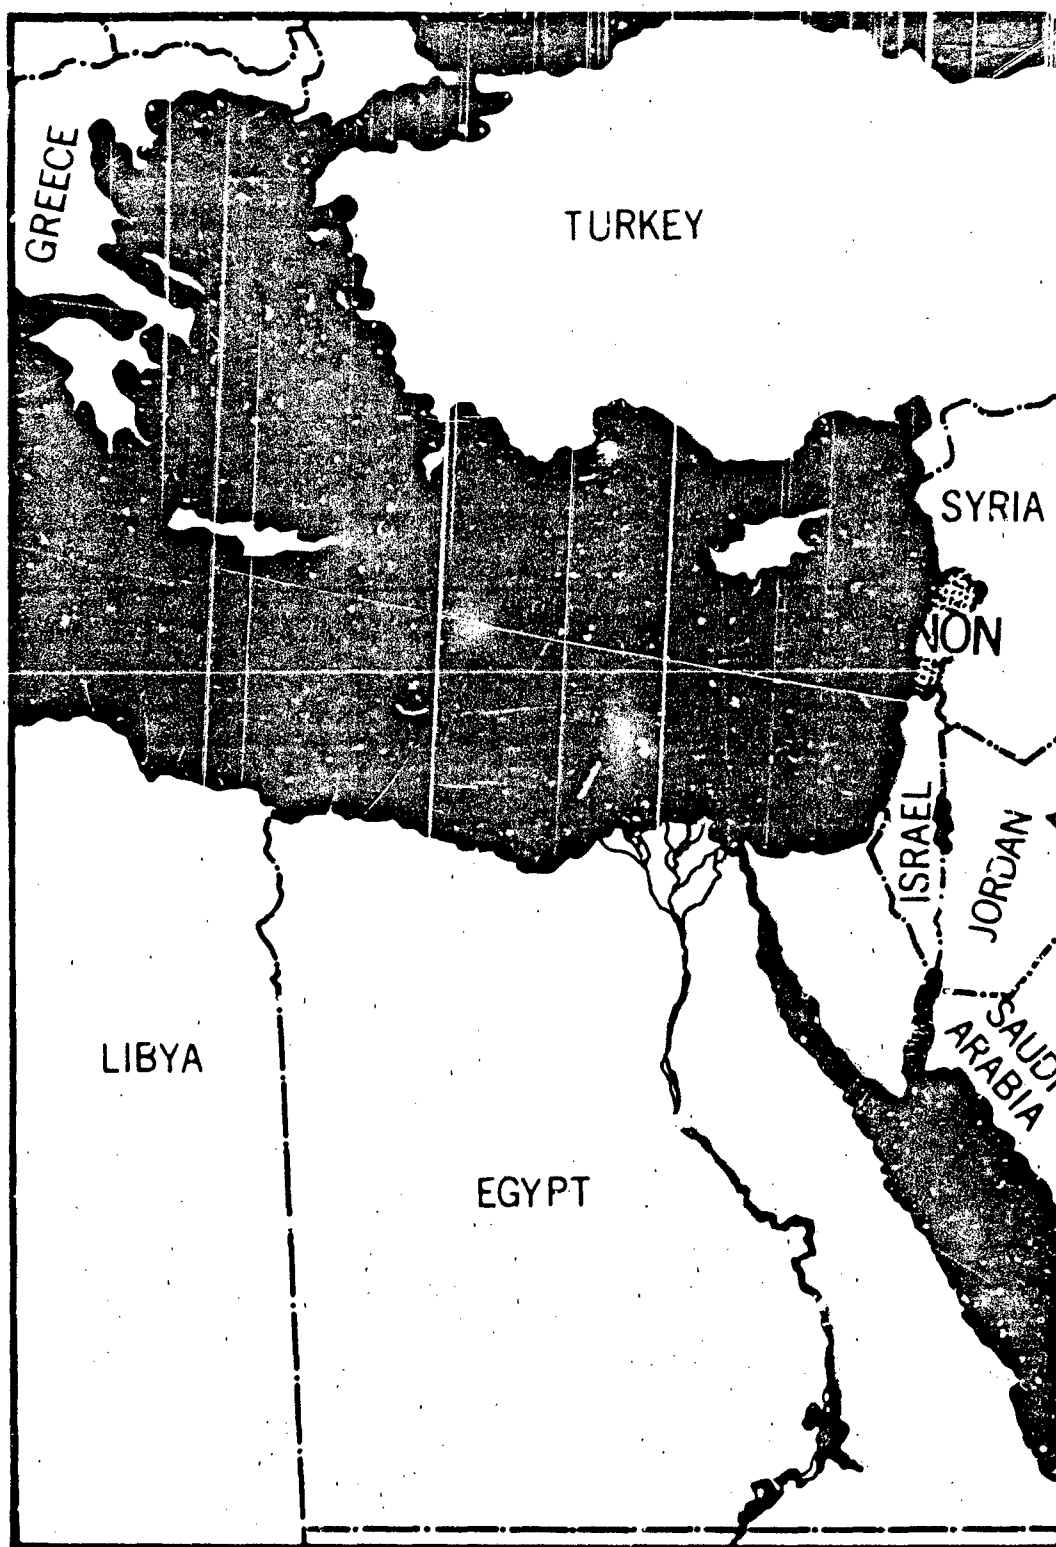 GREECE
TURKEY
SYRIA
NON
ISRAEL
JORDAN
SAUDI
ARABIA
LIBYA
EGYPT